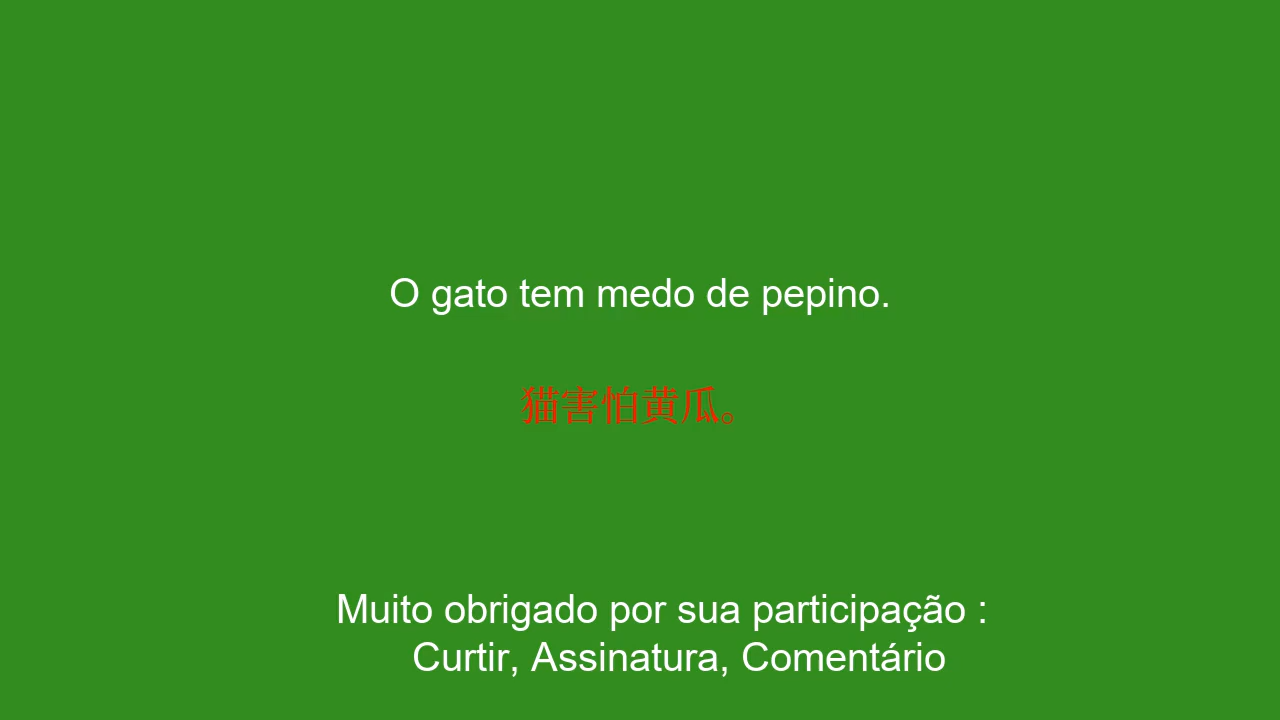 O gato tem medo de pepino.
猫害怕黄瓜。
Muito obrigado por sua participação :
Curtir, Assinatura, Comentário